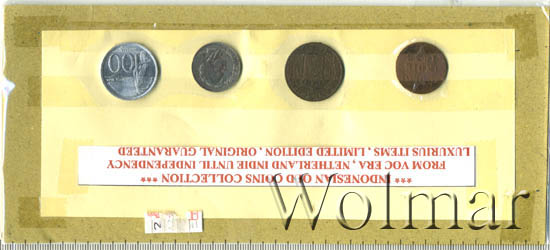 *** INDONESIAN OLD COINS COLLECTION ***
FROM VOC ERA , NETHERLAND INDIE UNTIL INDEPENDENCY
LUXURIUS ITEMS , LIMITED EDITION , ORIGINAL GUARANTEED
100
Wolmar